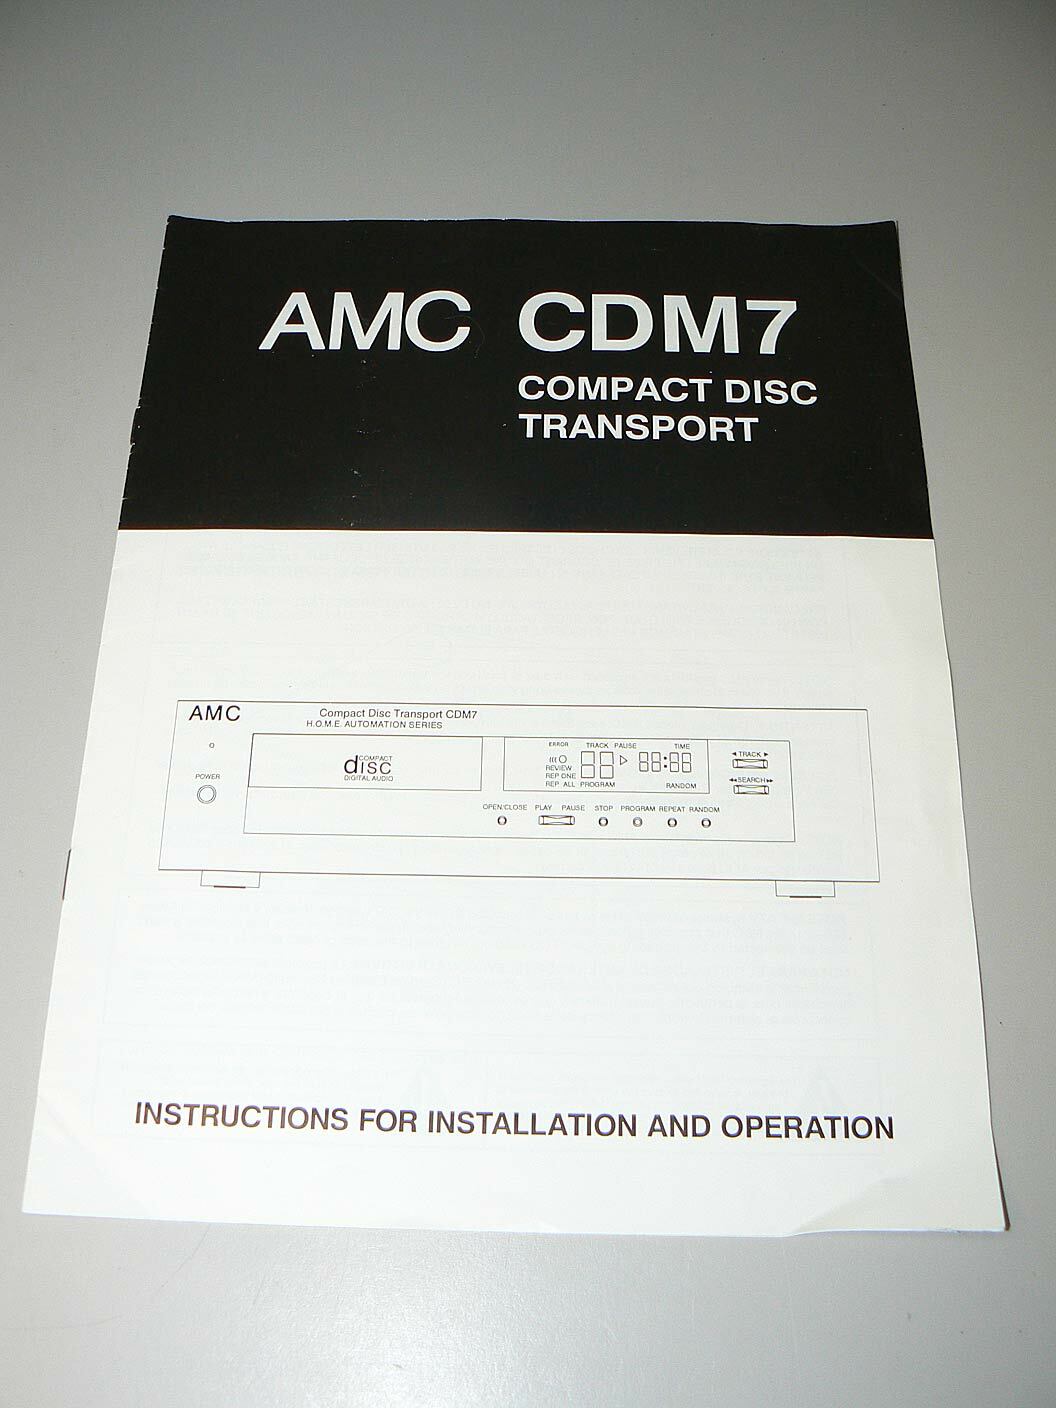 AMC CDM7
COMPACT DISC
TRANSPORT
AMC
Compact Disc Transport CDM7
H.O.M.E. AUTOMATION SERIES
POWER
COMPACT
disc
DIGITAL AUDIO
ERROR TRACK PAUSE TIME
REVIEW
REP ONE
REP ALL PROGRAM RANDOM
◄ TRACK ►
◄◄ SEARCH ►►
OPEN/CLOSE PLAY PAUSE STOP PROGRAM REPEAT RANDOM
INSTRUCTIONS FOR INSTALLATION AND OPERATION